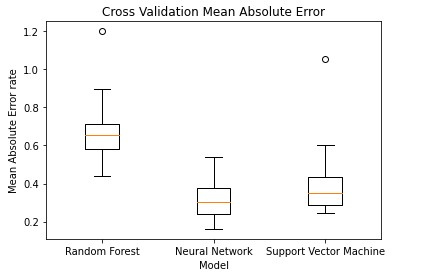 Cross Validation Mean Absolute Error
Mean Absolute Error rate
1.2
1.0
0.8
0.6
0.4
0.2
Random Forest
Neural Network
Support Vector Machine
Model